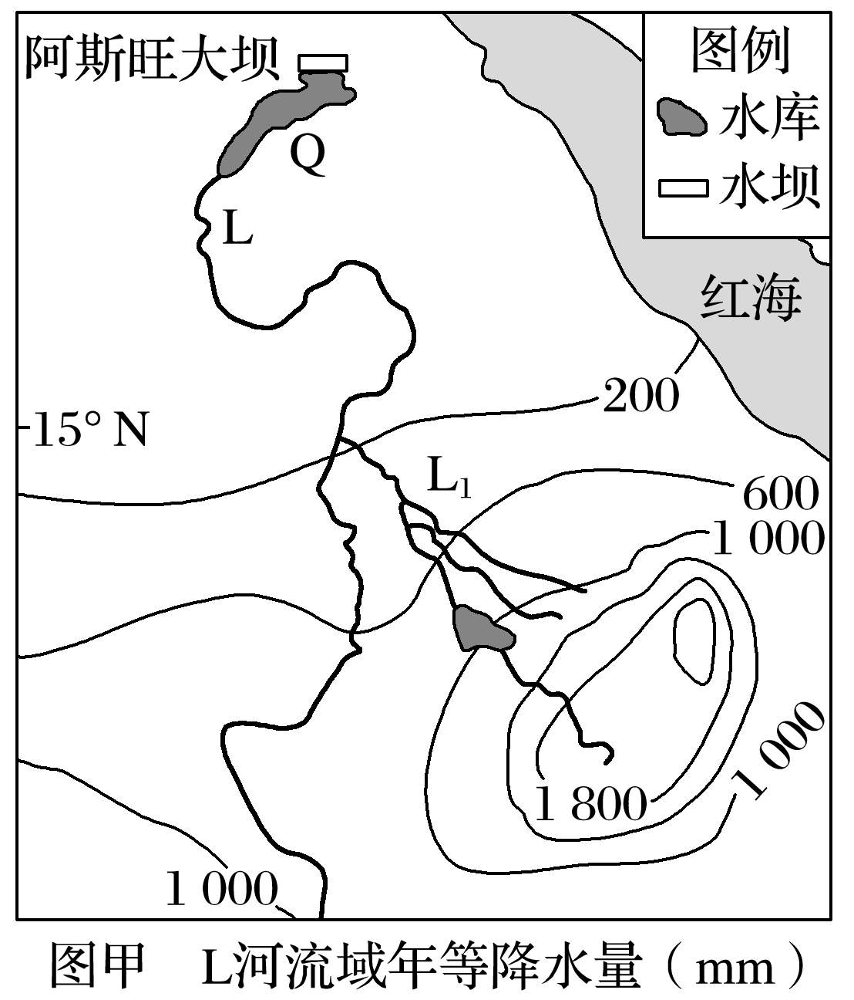 阿斯旺大坝
图例
水库
水坝
Q
L
红海
200
15° N
L₁
600
1 000
1 000
1 800
1 000
图甲 L河流域年等降水量（mm）